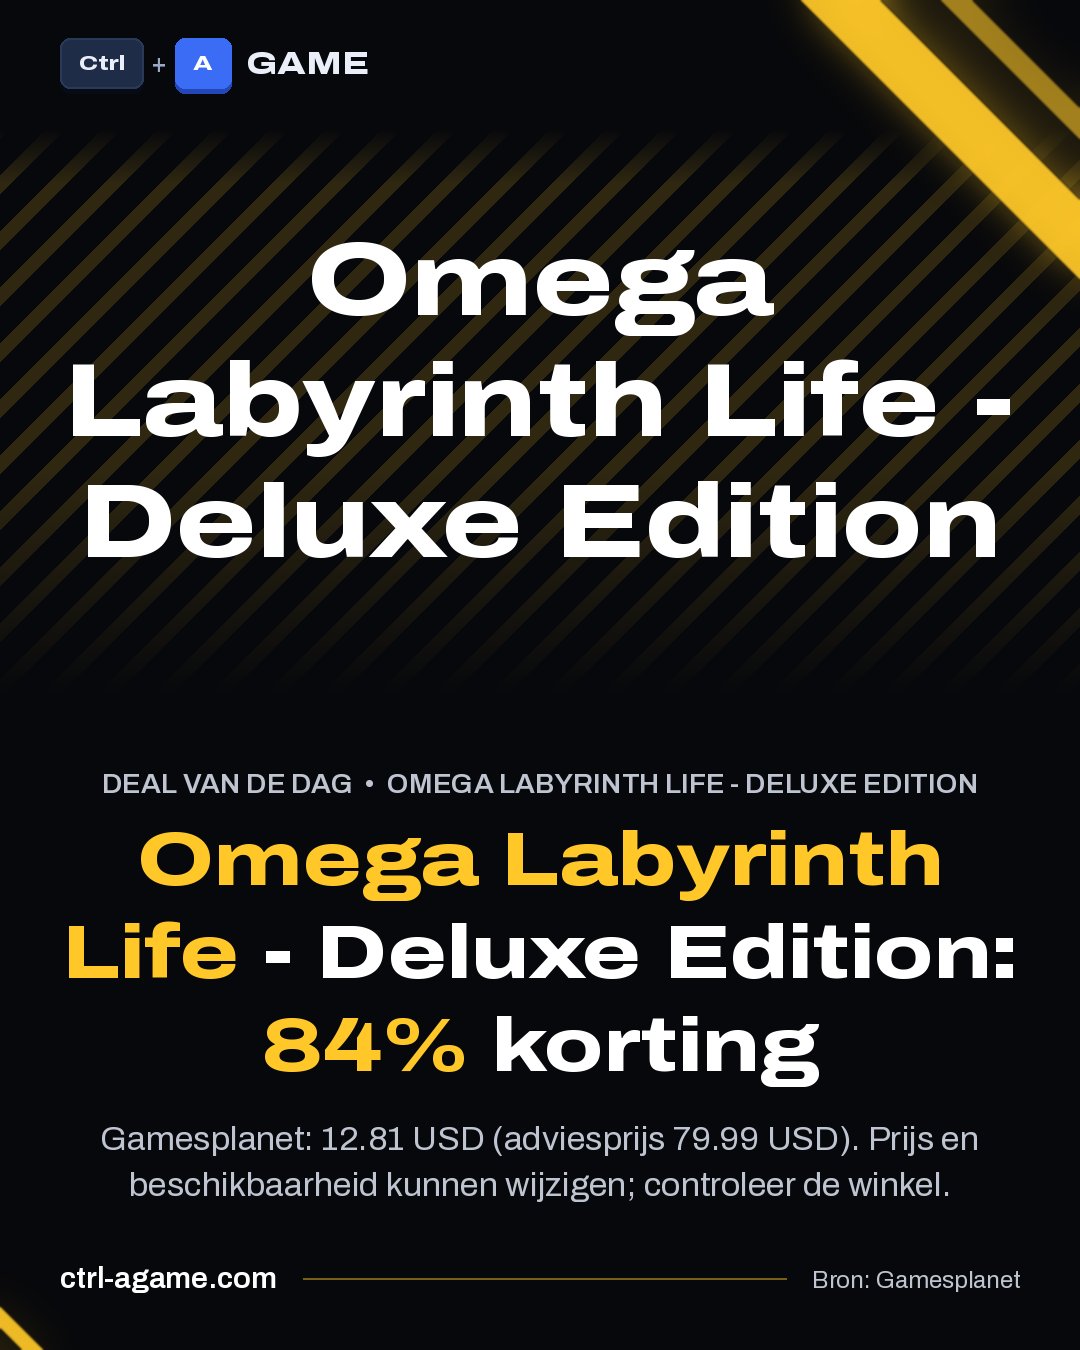 Ctrl + A GAME
Omega
Labyrinth Life -
Deluxe Edition
DEAL VAN DE DAG • OMEGA LABYRINTH LIFE - DELUXE EDITION
Omega Labyrinth
Life - Deluxe Edition:
84% korting
Gamesplanet: 12.81 USD (adviesprijs 79.99 USD). Prijs en
beschikbaarheid kunnen wijzigen; controleer de winkel.
ctrl-agame.com
Bron: Gamesplanet